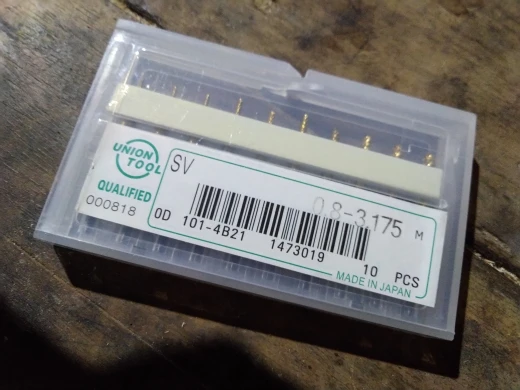 UNION
TOOL
SV
QUALIFIED
0.8-3.175 M
000818
0D 101-4B21 1473019 10 PCS
MADE IN JAPAN